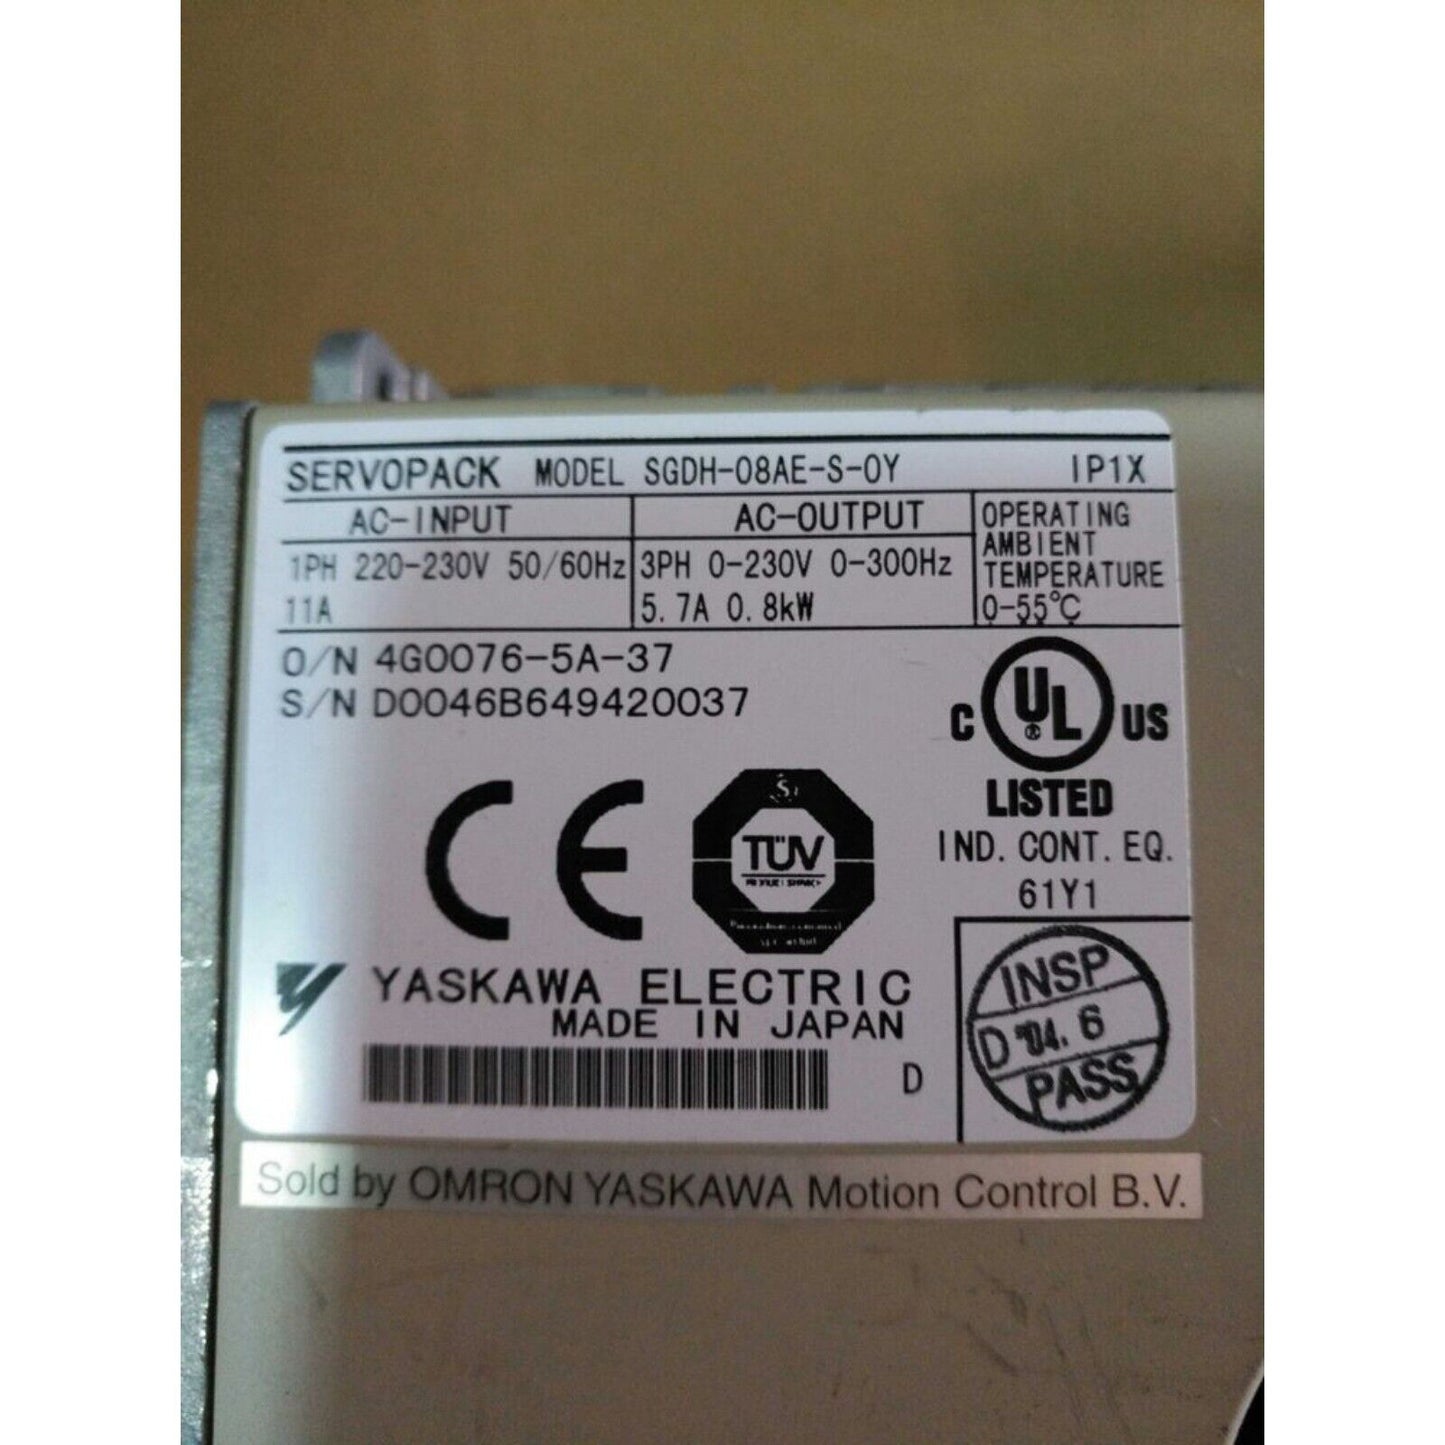 SERVOPACK MODEL SGDH-08AE-S-OY IP1X
AC-INPUT
1PH 220-230V 50/60Hz
11A
AC-OUTPUT
3PH 0-230V 0-300Hz
5.7A 0.8kW
OPERATING
AMBIENT
TEMPERATURE
0-55℃
O/N 4G0076-5A-37
S/N D0046B649420037
C UL US
®
LISTED
IND. CONT. EQ.
61Y1
CE
TÜV
YASKAWA ELECTRIC
MADE IN JAPAN
D
INSP
D '04. 6
PASS
Sold by OMRON YASKAWA Motion Control B.V.